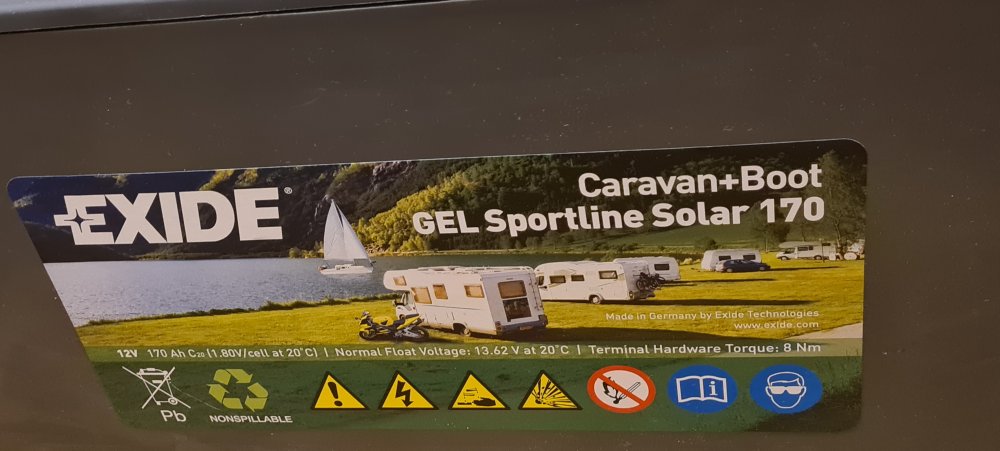 EXIDE®
Caravan+Boot
GEL Sportline Solar 170
Made in Germany by Exide Technologies
www.exide.com
12V 170 Ah C20 (1.80V/cell at 20°C) | Normal Float Voltage: 13.62 V at 20°C | Terminal Hardware Torque: 8 Nm
Pb
NONSPILLABLE